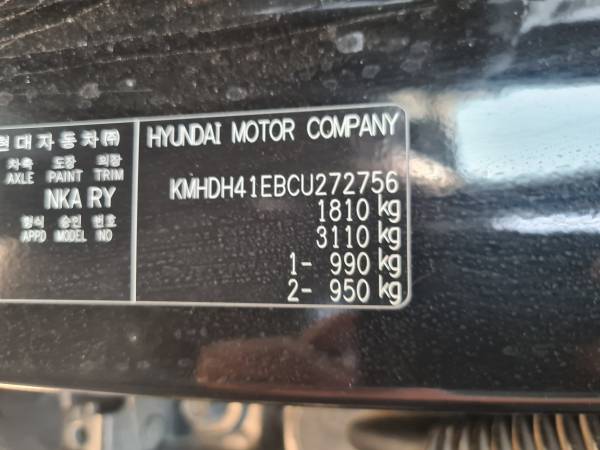 현대자동차㈜
차축 도장 의장
AXLE PAINT TRIM
NKA RY
형식 승인 번호
APPD MODEL NO
HYUNDAI MOTOR COMPANY
KMHDH41EBCU272756
1810 kg
3110 kg
1- 990 kg
2- 950 kg